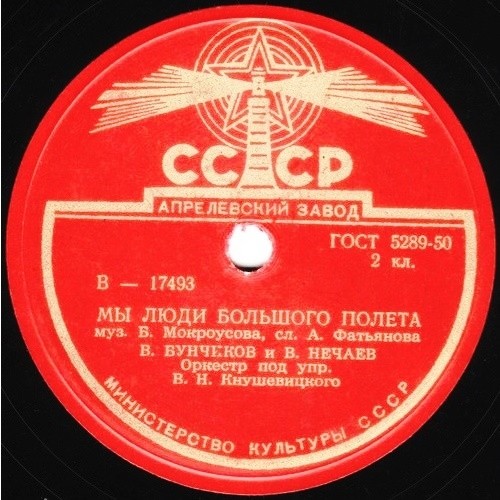 СССР
АПРЕЛЕВСКИЙ ЗАВОД
ГОСТ 5289-50
2 кл.
В — 17493
МЫ ЛЮДИ БОЛЬШОГО ПОЛЕТА
муз. Б. Мокроусова, сл. А. Фатьянова
В. БУНЧЕКОВ и В. НЕЧАЕВ
Оркестр под упр.
В. Н. Кнушевицкого
МИНИСТЕРСТВО КУЛЬТУРЫ СССР